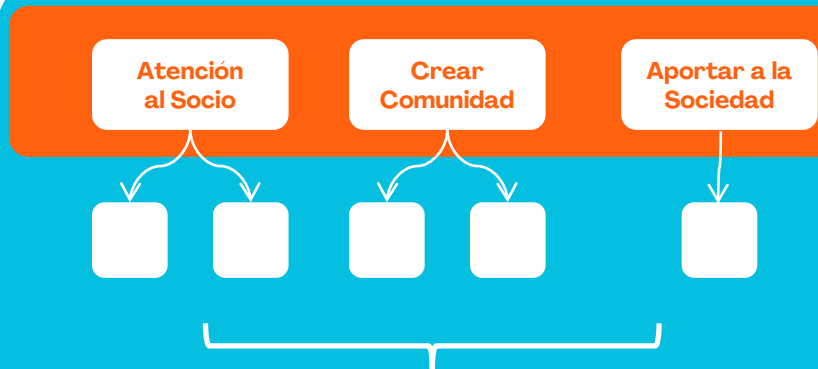 Atención
al Socio
Crear
Comunidad
Aportar a la
Sociedad